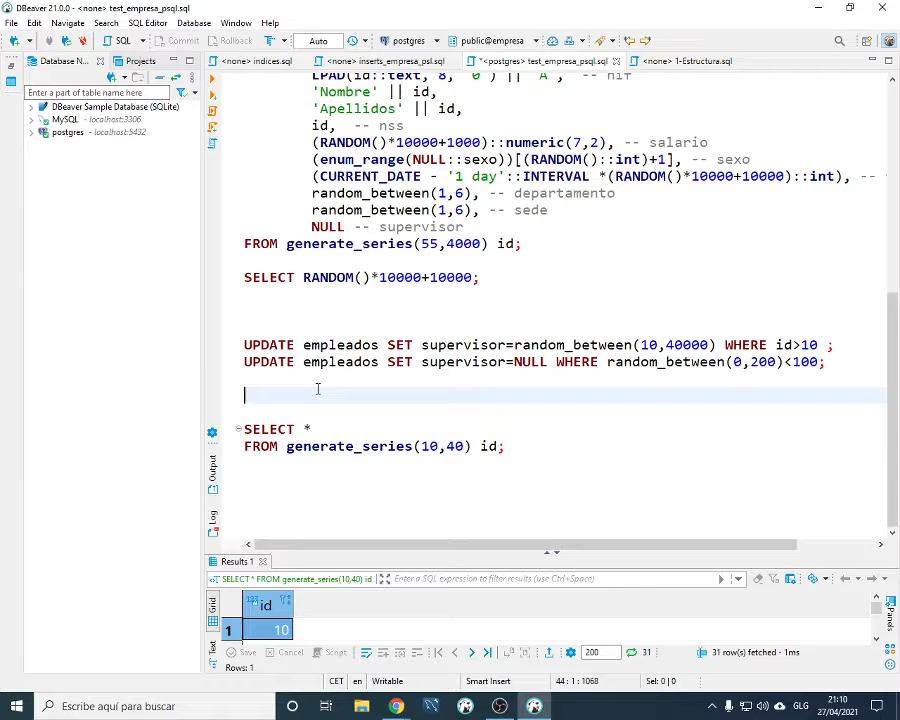 DBeaver 21.0.0 - <none> test_empresa_psql.sql
File Edit Navigate Search SQL Editor Database Window Help
SQL Commit Rollback Auto postgres public@empresa
Database N... Projects
<none> indices.sql <none> inserts_empresa_psl.sql *<postgres> test_empresa_psql.sql <none> 1-Estructura.sql
Enter a part of table name here
DBeaver Sample Database (SQLite)
MySQL - localhost:3306
postgres - localhost:5432
LPAD(id::text, 8, '0') || 'A', -- nif
'Nombre' || id,
'Apellidos' || id,
id, -- nss
(RANDOM()*10000+1000)::numeric(7,2), -- salario
(enum_range(NULL::sexo))[(RANDOM()::int)+1], -- sexo
(CURRENT_DATE - '1 day'::INTERVAL *(RANDOM()*10000+10000)::int), --
random_between(1,6), -- departamento
random_between(1,6), -- sede
NULL -- supervisor
FROM generate_series(55,4000) id;
SELECT RANDOM()*10000+10000;
UPDATE empleados SET supervisor=random_between(10,40000) WHERE id>10 ;
UPDATE empleados SET supervisor=NULL WHERE random_between(0,200)<100;
SELECT *
FROM generate_series(10,40) id;
Output
Log
Results 1
SELECT * FROM generate_series(10,40) id Enter a SQL expression to filter results (use Ctrl+Space)
Grid
Text
Panels
123 id
1 10
Save Cancel Script 200 31 31 row(s) fetched - 1ms
Rows: 1
CET en Writable Smart Insert 44 : 1 : 1068 Sel: 0 | 0
Escribe aquí para buscar
GLG
21:10
27/04/2021